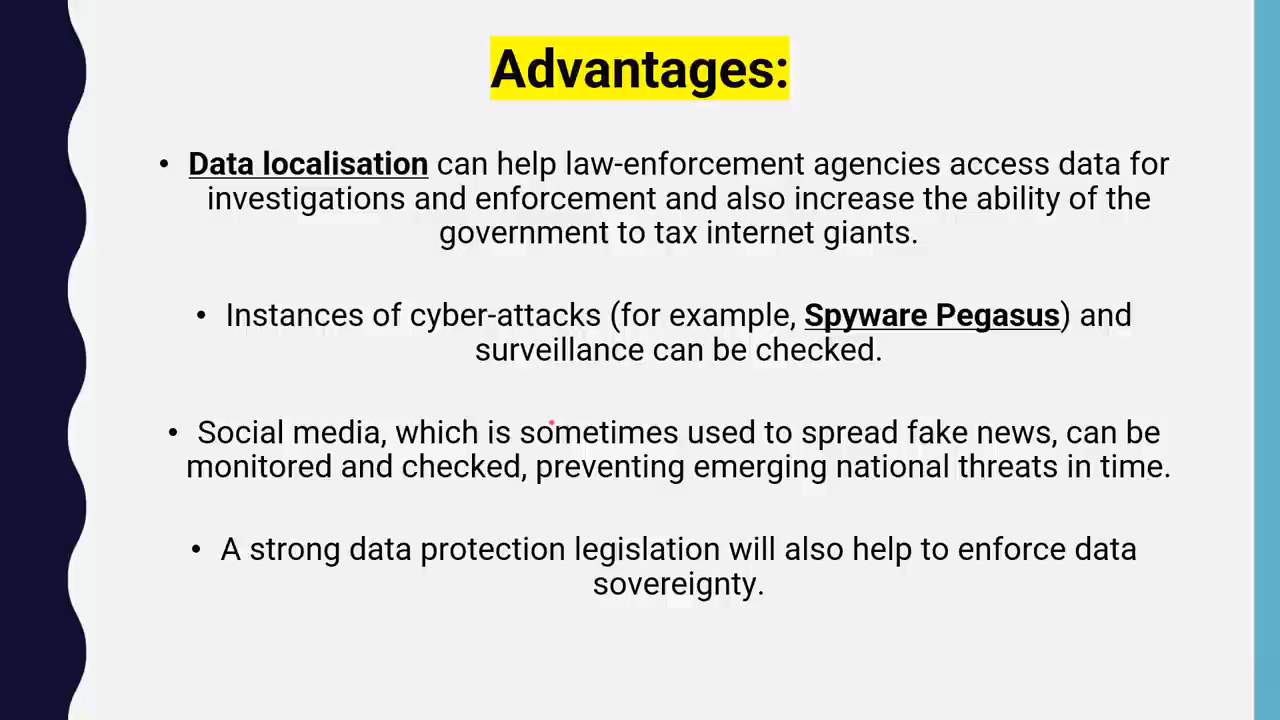 Advantages:
• Data localisation can help law-enforcement agencies access data for
investigations and enforcement and also increase the ability of the
government to tax internet giants.
• Instances of cyber-attacks (for example, Spyware Pegasus) and
surveillance can be checked.
• Social media, which is sometimes used to spread fake news, can be
monitored and checked, preventing emerging national threats in time.
• A strong data protection legislation will also help to enforce data
sovereignty.